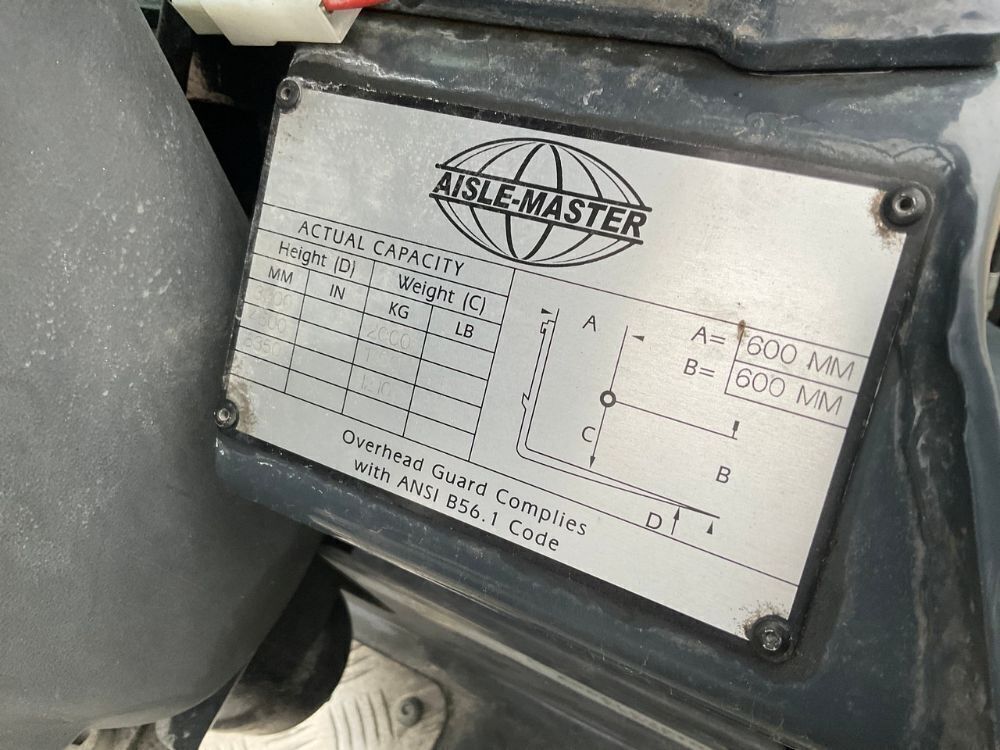 AISLE-MASTER
ACTUAL CAPACITY
Height (D) Weight (C)
MM IN KG LB
2000
A
A= 600 MM
B= 600 MM
C
B
D
Overhead Guard Complies
with ANSI B56.1 Code